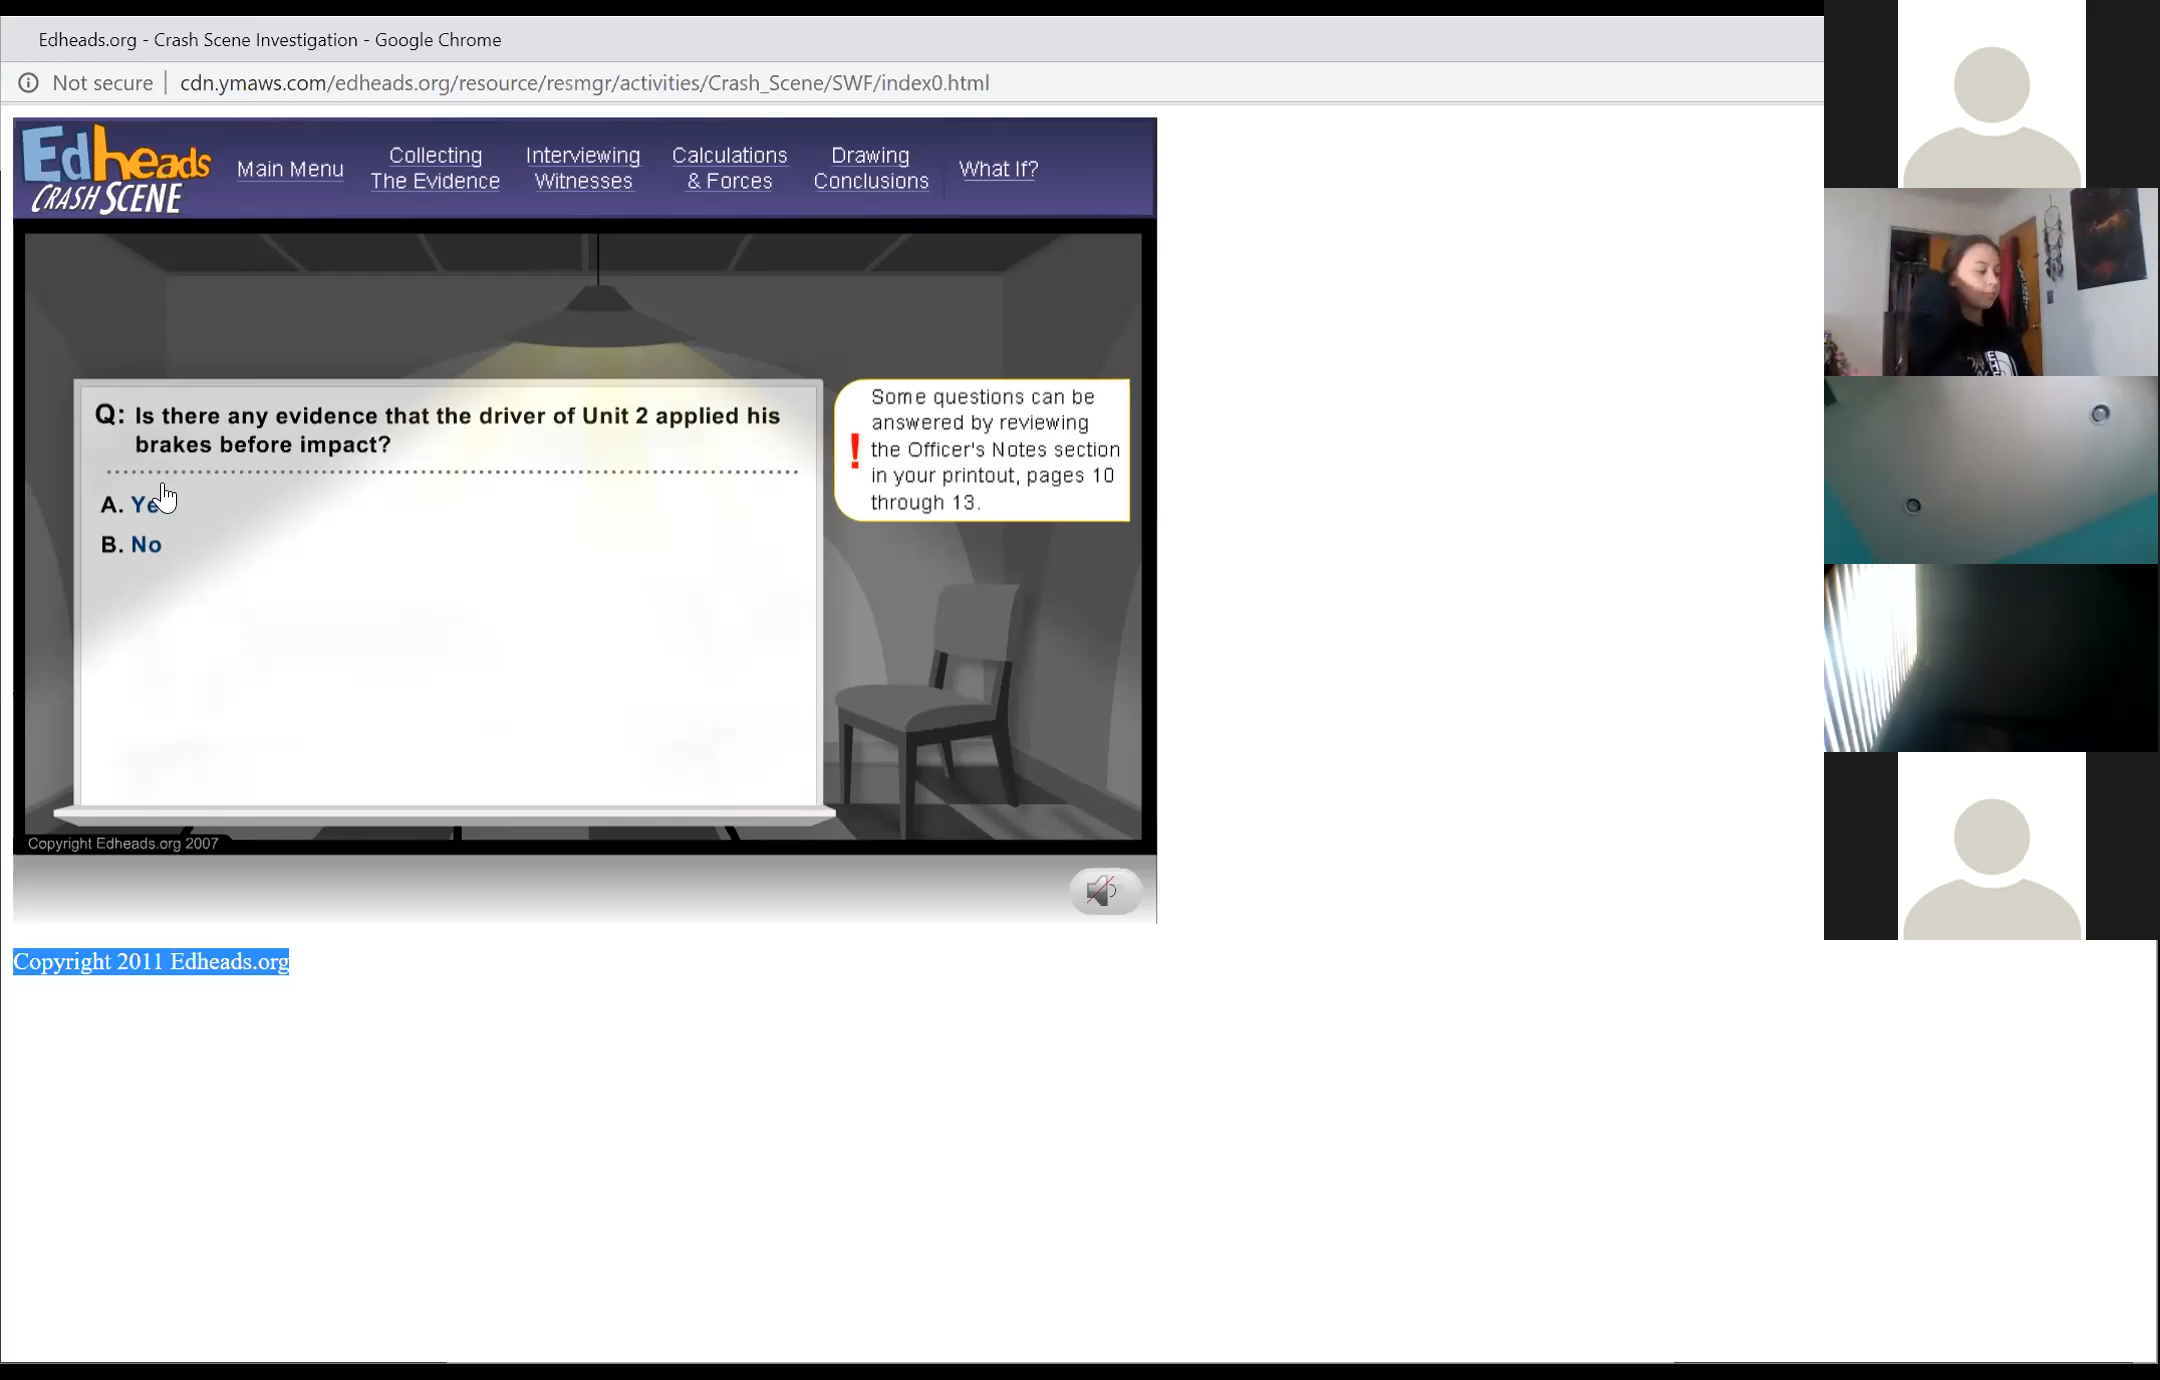 Edheads.org - Crash Scene Investigation - Google Chrome
Not secure
cdn.ymaws.com/edheads.org/resource/resmgr/activities/Crash_Scene/SWF/index0.html
Edheads
CRASH SCENE
Main Menu
Collecting
The Evidence
Interviewing
Witnesses
Calculations
& Forces
Drawing
Conclusions
What If?
Q: Is there any evidence that the driver of Unit 2 applied his
brakes before impact?
A.
B. No
! Some questions can be
answered by reviewing
the Officer's Notes section
in your printout, pages 10
through 13.
Copyright Edheads.org 2007
Copyright 2011 Edheads.org